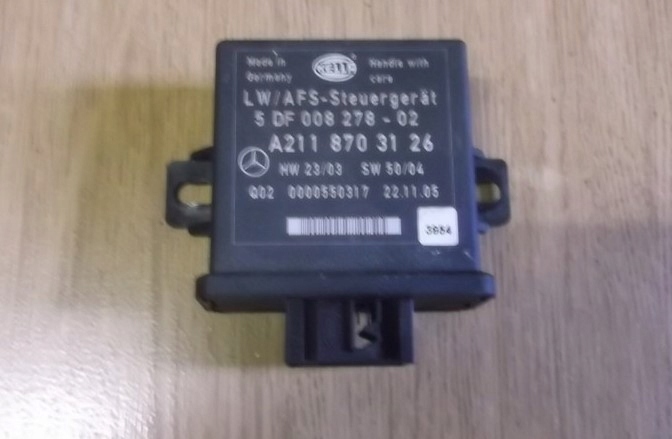 Made in Germany
HELLA
Handle with care
LW/AFS-Steuergerät
5 DF 008 278 - 02
A211 870 31 26
HW 23/03 SW 50/04
Q02 0000550317 22.11.05
3984